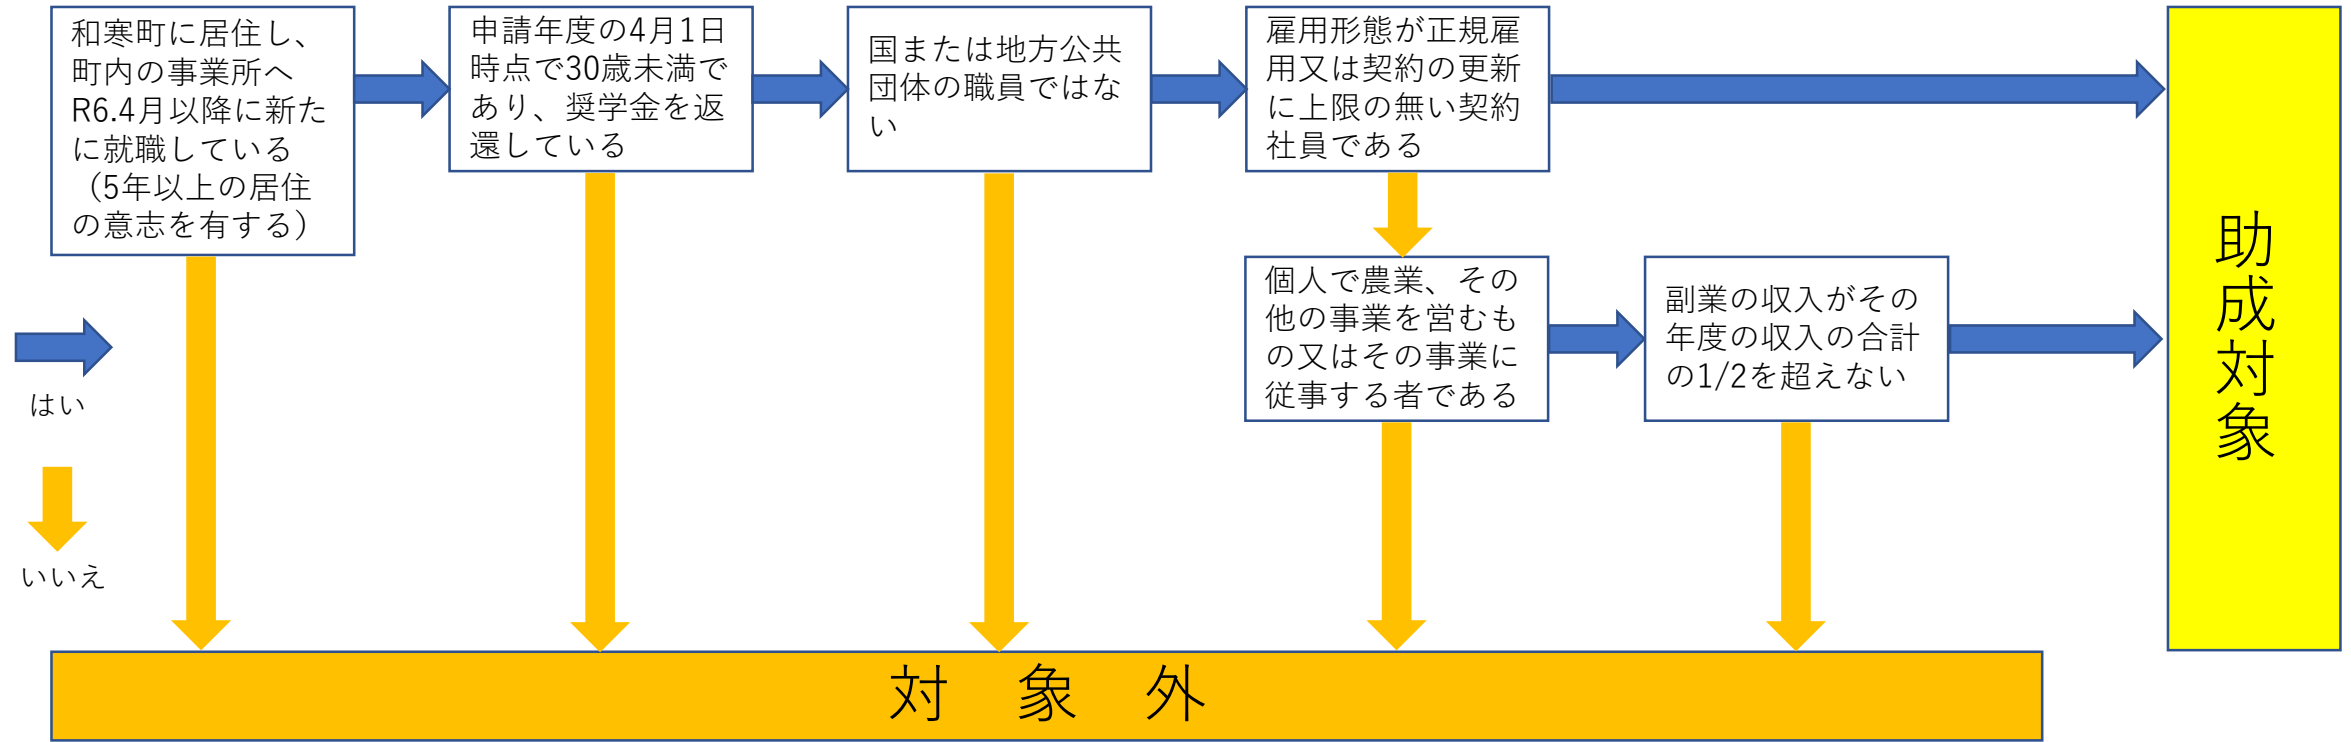 和寒町に居住し、
町内の事業所へ
R6.4月以降に新た
に就職している
（5年以上の居住
の意志を有する）
申請年度の4月1日
時点で30歳未満で
あり、奨学金を返
還している
国または地方公共
団体の職員ではな
い
雇用形態が正規雇
用又は契約の更新
に上限の無い契約
社員である
個人で農業、その
他の事業を営むも
の又はその事業に
従事する者である
副業の収入がその
年度の収入の合計
の1/2を超えない
助成対象
はい
いいえ
対　象　外